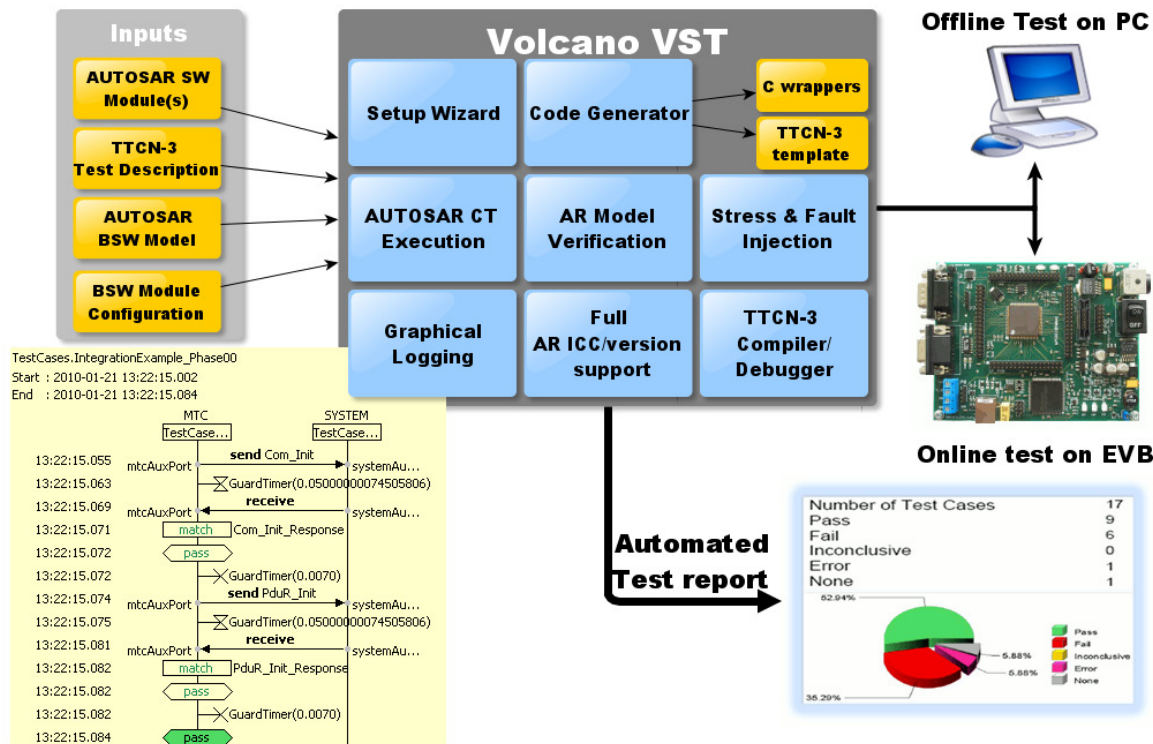 Inputs
AUTOSAR SW
Module(s)
TTCN-3
Test Description
AUTOSAR
BSW Model
BSW Module
Configuration
Volcano VST
Setup Wizard
Code Generator
C wrappers
TTCN-3
template
AUTOSAR CT
Execution
AR Model
Verification
Stress & Fault
Injection
Graphical
Logging
Full
AR ICC/version
support
TTCN-3
Compiler/
Debugger
Offline Test on PC
Online test on EVB
TestCases.IntegrationExample_Phase00
Start : 2010-01-21 13:22:15.002
End : 2010-01-21 13:22:15.084
MTC SYSTEM
TestCase... TestCase...
13:22:15.055 mtcAuxPort send Com_Init systemAu...
13:22:15.063 GuardTimer(0.05000000074505806)
13:22:15.069 mtcAuxPort receive systemAu...
13:22:15.071 match Com_Init_Response
13:22:15.072 pass
13:22:15.072 GuardTimer(0.0070)
13:22:15.074 mtcAuxPort send PduR_Init systemAu...
13:22:15.075 GuardTimer(0.05000000074505806)
13:22:15.081 mtcAuxPort receive systemAu...
13:22:15.082 match PduR_Init_Response
13:22:15.082 pass
13:22:15.082 GuardTimer(0.0070)
13:22:15.084 pass
Automated
Test report
Number of Test Cases 17
Pass 9
Fail 6
Inconclusive 0
Error 1
None 1
52.94%
35.29%
5.88%
5.88%
Pass
Fail
Inconclusive
Error
None